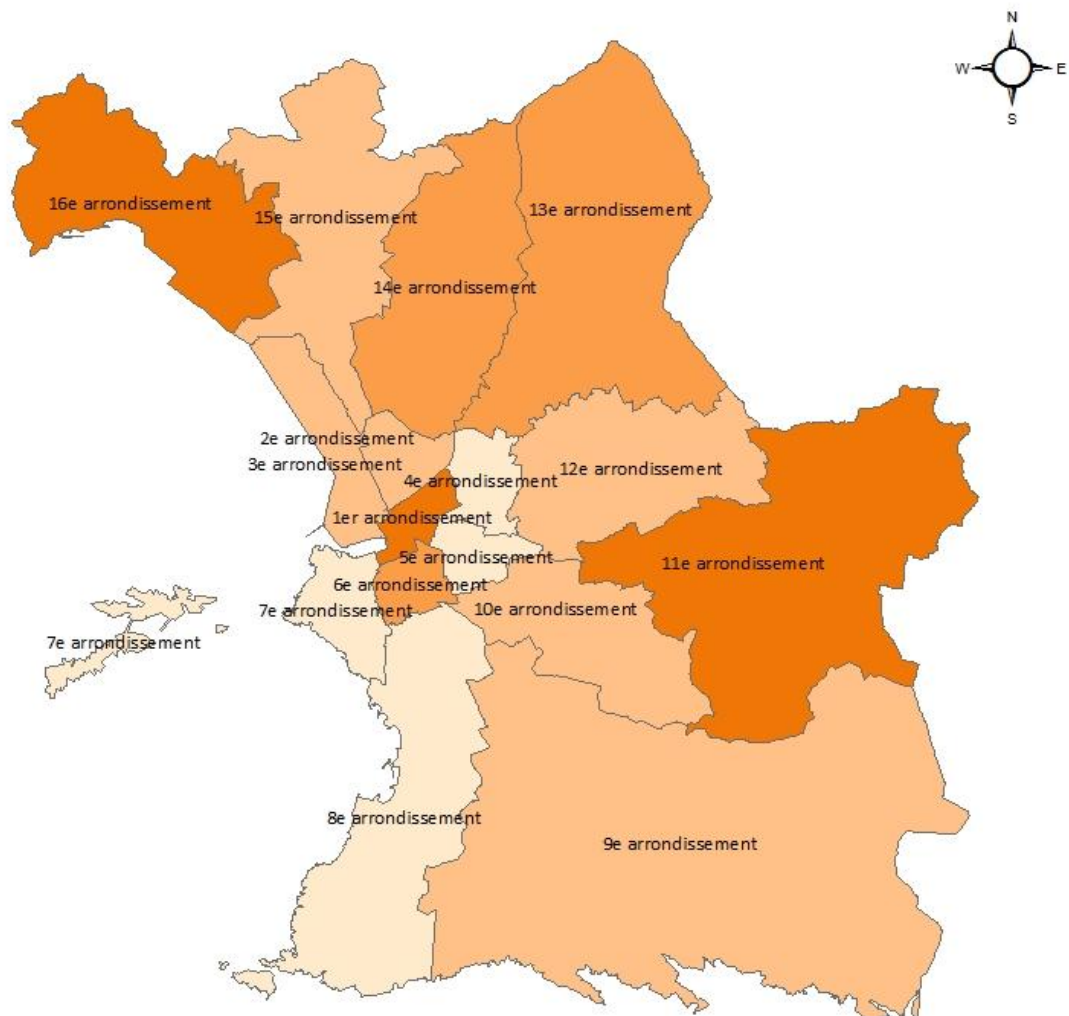 N
W E
S
16e arrondissement
15e arrondissement
13e arrondissement
14e arrondissement
2e arrondissement
3e arrondissement
12e arrondissement
4e arrondissement
1er arrondissement
5e arrondissement
11e arrondissement
6e arrondissement
7e arrondissement
10e arrondissement
7e arrondissement
8e arrondissement
9e arrondissement